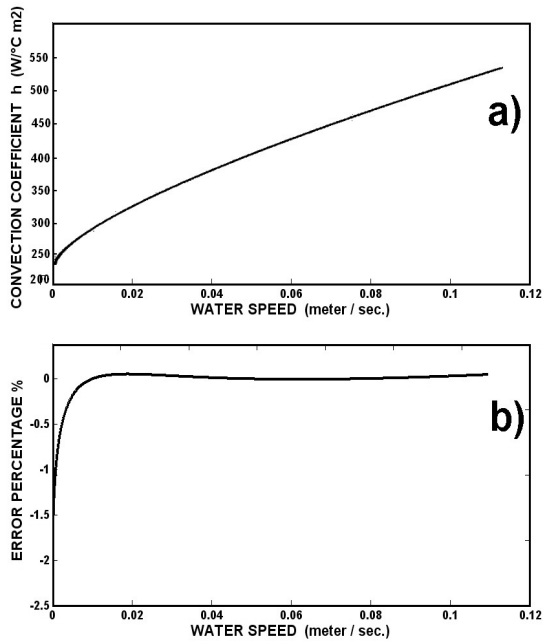 CONVECTION COEFFICIENT h (W/°C m2)
550
500
450
400
350
300
250
200
a)
0 0.02 0.04 0.06 0.08 0.1 0.12
WATER SPEED (meter / sec.)
ERROR PERCENTAGE %
0
-0.5
-1
-1.5
-2
-2.5
b)
0 0.02 0.04 0.06 0.08 0.1 0.12
WATER SPEED (meter / sec.)